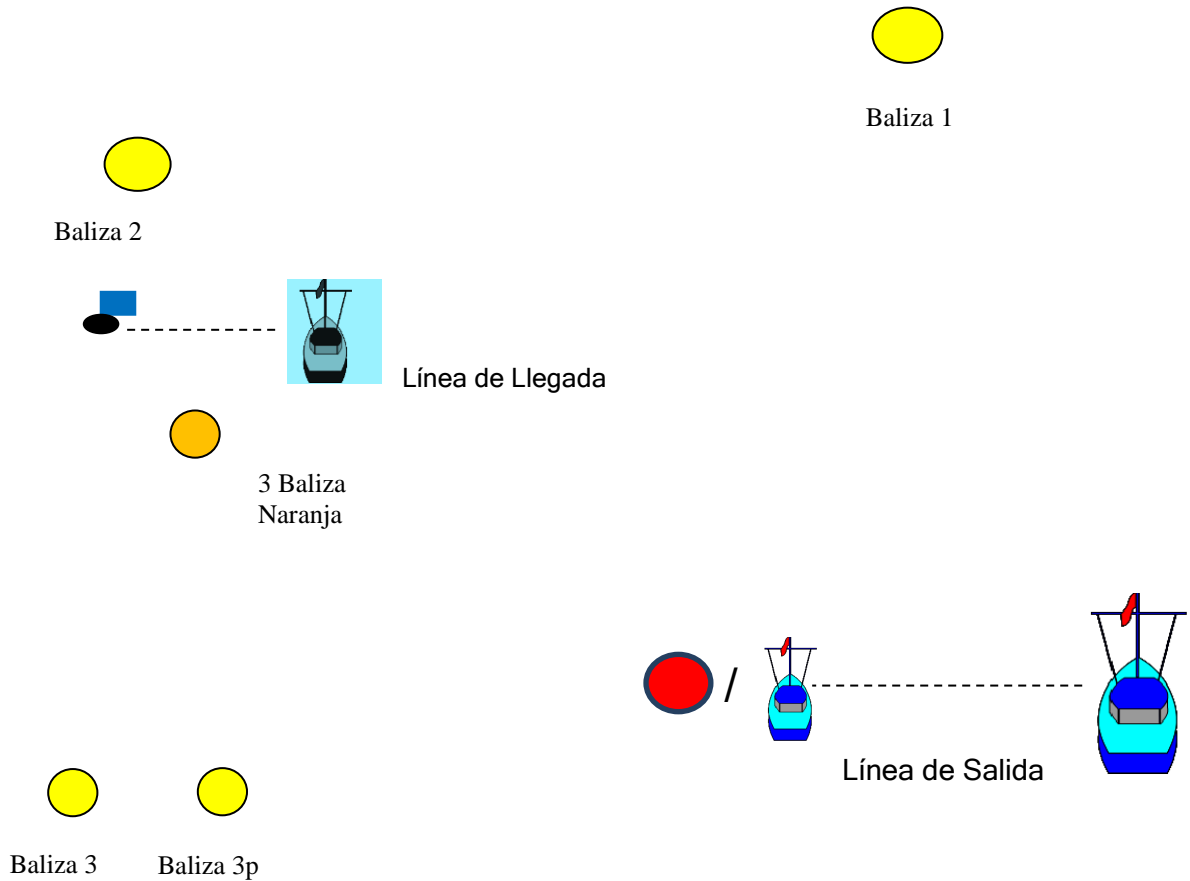 Baliza 1
Baliza 2
Línea de Llegada
3 Baliza
Naranja
/
Línea de Salida
Baliza 3
Baliza 3p